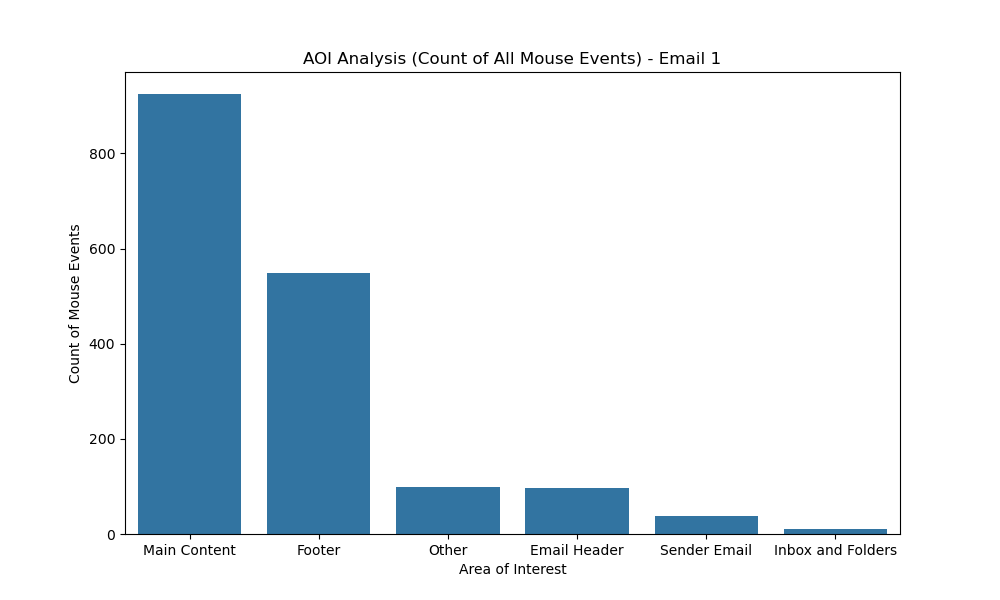 AOI Analysis (Count of All Mouse Events) - Email 1
Count of Mouse Events
800
600
400
200
0
Main Content
Footer
Other
Email Header
Sender Email
Inbox and Folders
Area of Interest